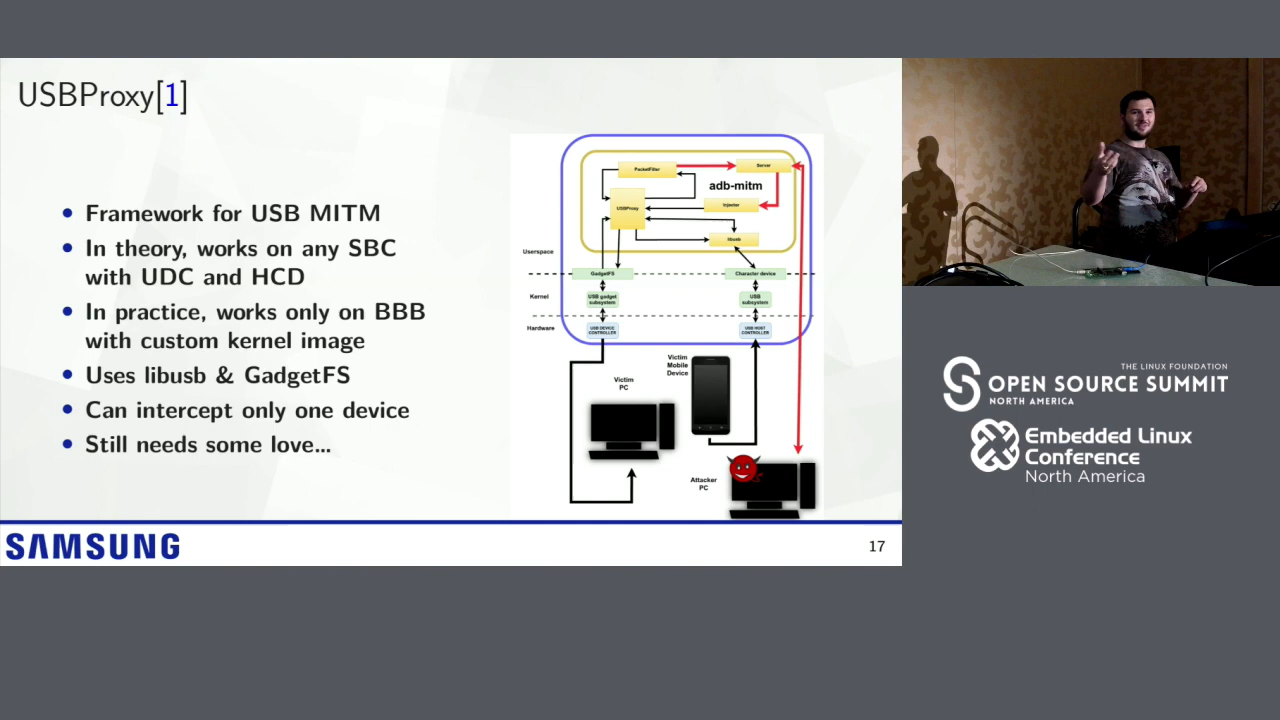 USBProxy[1]
Framework for USB MITM
In theory, works on any SBC
with UDC and HCD
In practice, works only on BBB
with custom kernel image
Uses libusb & GadgetFS
Can intercept only one device
Still needs some love...
PacketFilter
Server
adb-mitm
USBProxy
Injector
libusb
Userspace
GadgetFS
Character device
Kernel
USB gadget
subsystem
USB
subsystem
Hardware
USB DEVICE
CONTROLLER
USB HOST
CONTROLLER
Victim
PC
Victim
Mobile
Device
Attacker
PC
SAMSUNG
17
THE LINUX FOUNDATION
OPEN SOURCE SUMMIT
NORTH AMERICA
Embedded Linux
Conference
North America